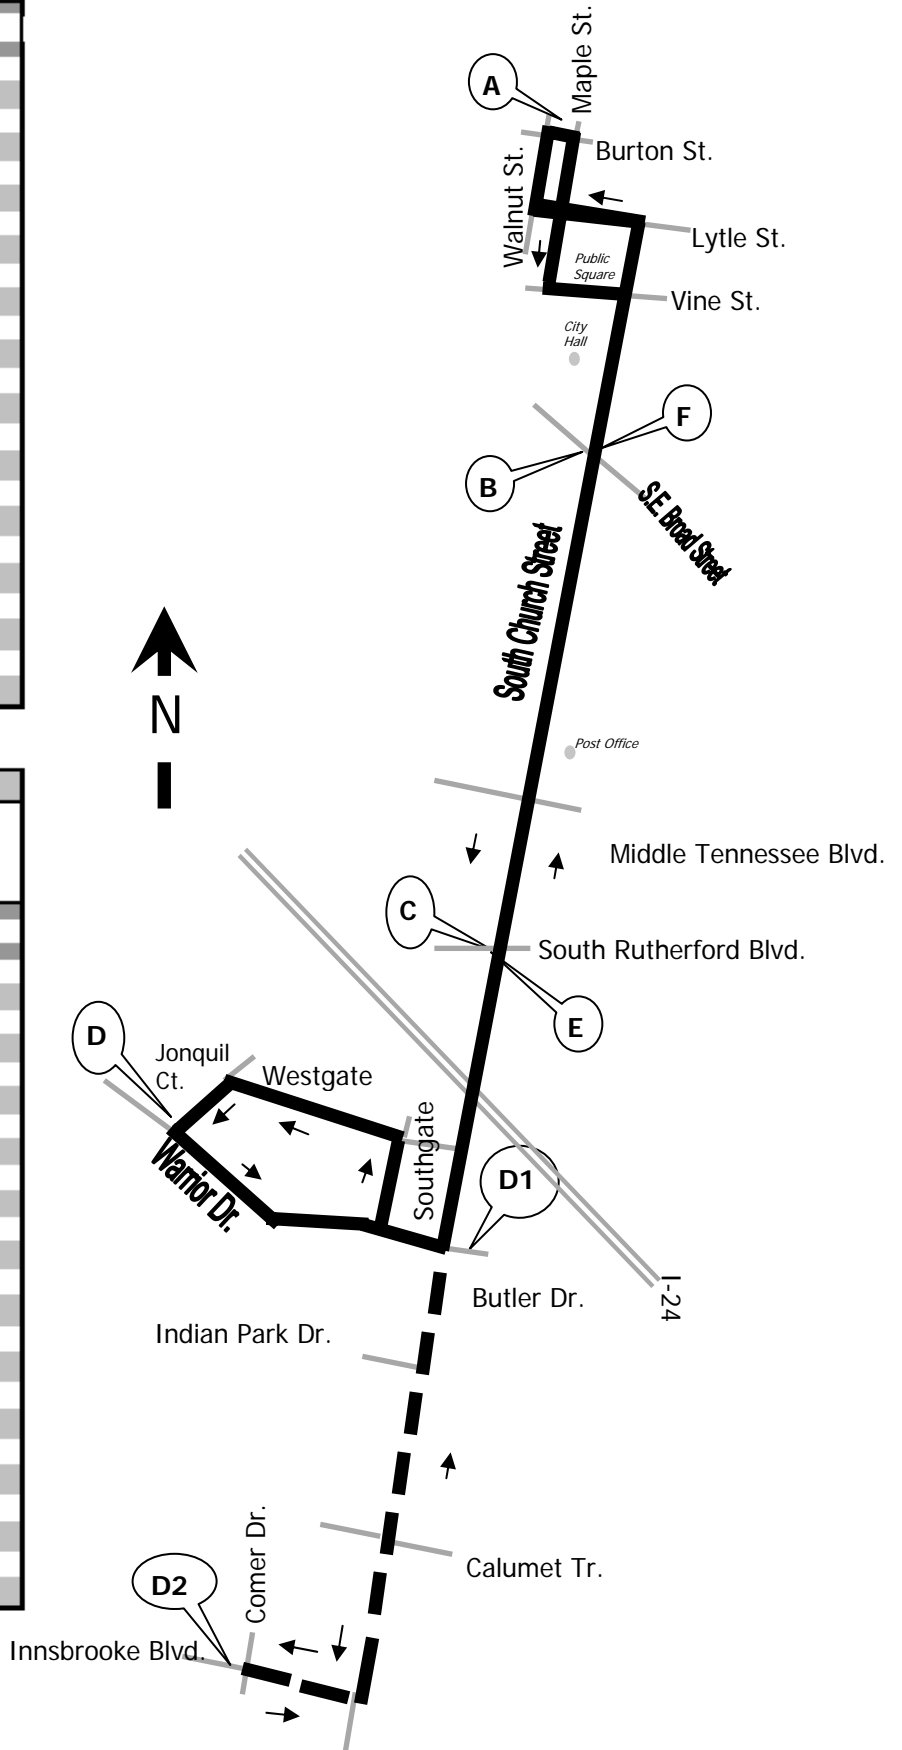 Maple St.
A
Burton St.
Walnut St.
Lytle St.
Public
Square
Vine St.
City
Hall
F
B
S.E. Broad Street
South Church Street
N
Post Office
Middle Tennessee Blvd.
C
South Rutherford Blvd.
E
D
Jonquil
Ct.
Westgate
Southgate
D1
Warrior Dr.
Butler Dr.
I-24
Indian Park Dr.
Comer Dr.
Calumet Tr.
D2
Innsbrooke Blvd.